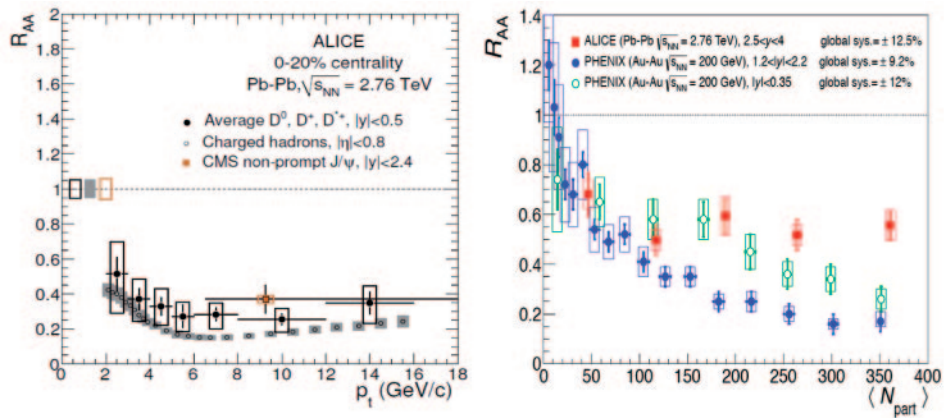 R_AA
2
1.8
1.6
1.4
1.2
1
0.8
0.6
0.4
0.2
0
ALICE
0-20% centrality
Pb-Pb,√s_NN = 2.76 TeV
Average D⁰, D⁺, D*⁺, |y|<0.5
Charged hadrons, |η|<0.8
CMS non-prompt J/ψ, |y|<2.4
0 2 4 6 8 10 12 14 16 18
p_t (GeV/c)
R_AA
1.4
1.2
1.0
0.8
0.6
0.4
0.2
0.0
ALICE (Pb-Pb √s_NN = 2.76 TeV), 2.5<y<4 global sys.= ± 12.5%
PHENIX (Au-Au √s_NN = 200 GeV), 1.2<|y|<2.2 global sys.= ± 9.2%
PHENIX (Au-Au √s_NN = 200 GeV), |y|<0.35 global sys.= ± 12%
0 50 100 150 200 250 300 350 400
⟨ N_part ⟩